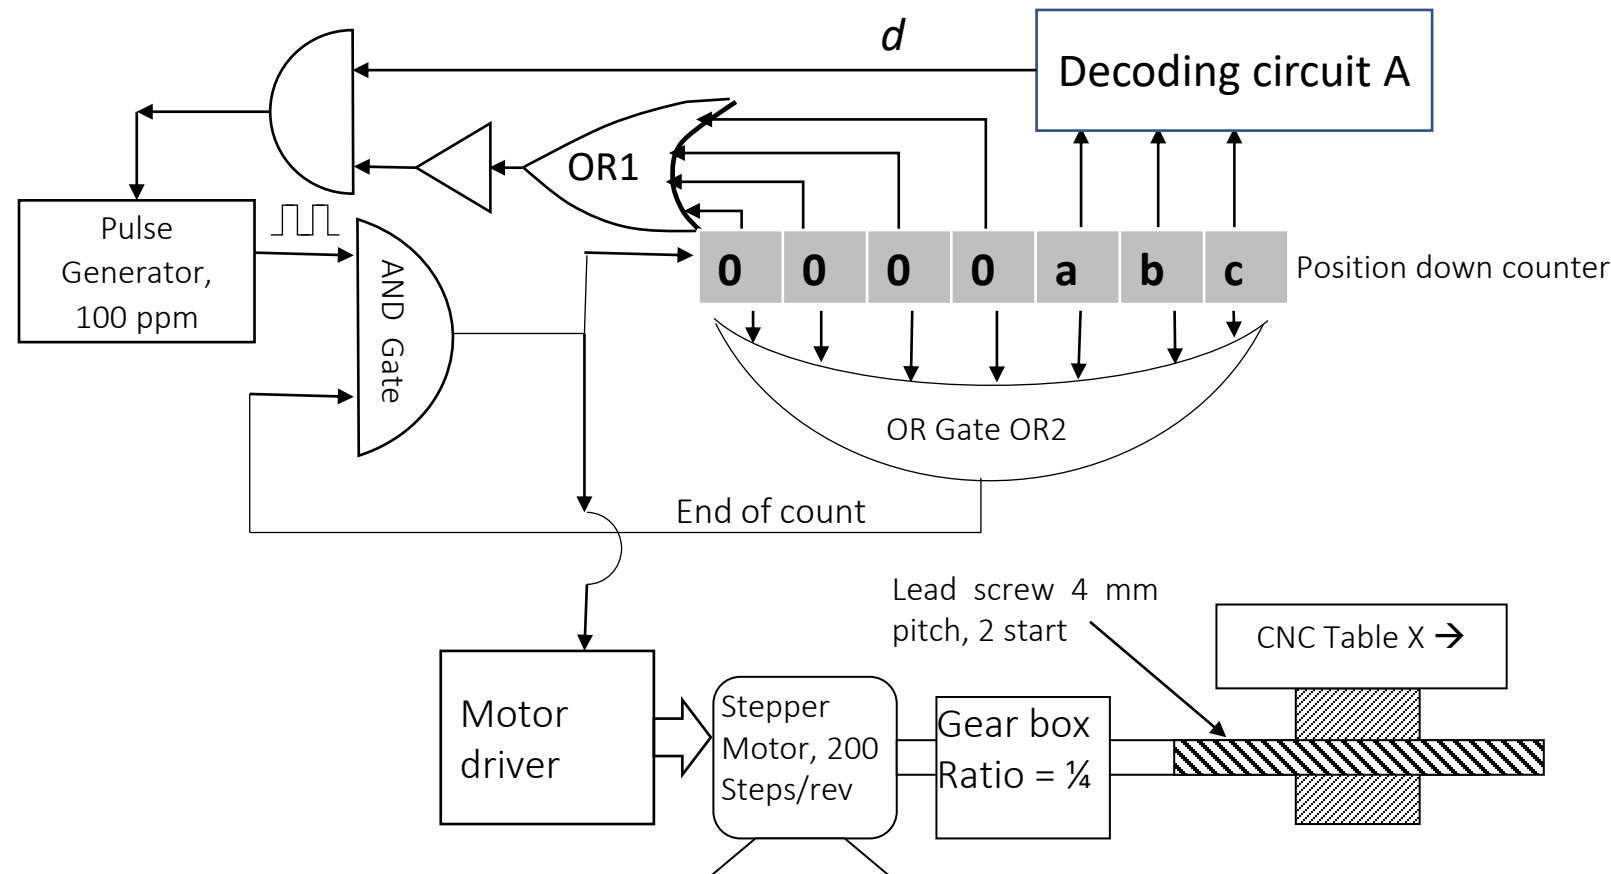 d
Decoding circuit A
OR1
Pulse
Generator,
100 ppm
AND Gate
0 0 0 0 a b c
Position down counter
OR Gate OR2
End of count
Lead screw 4 mm
pitch, 2 start
CNC Table X →
Motor
driver
Stepper
Motor, 200
Steps/rev
Gear box
Ratio = ¼